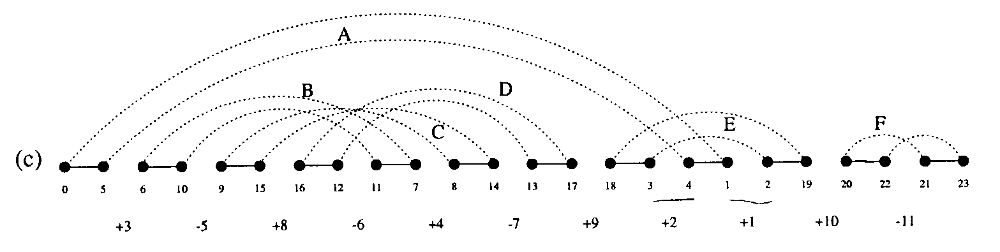 A
B D
C E F
(c)
0 5 6 10 9 15 16 12 11 7 8 14 13 17 18 3 4 1 2 19 20 22 21 23
+3 -5 +8 -6 +4 -7 +9 +2 +1 +10 -11